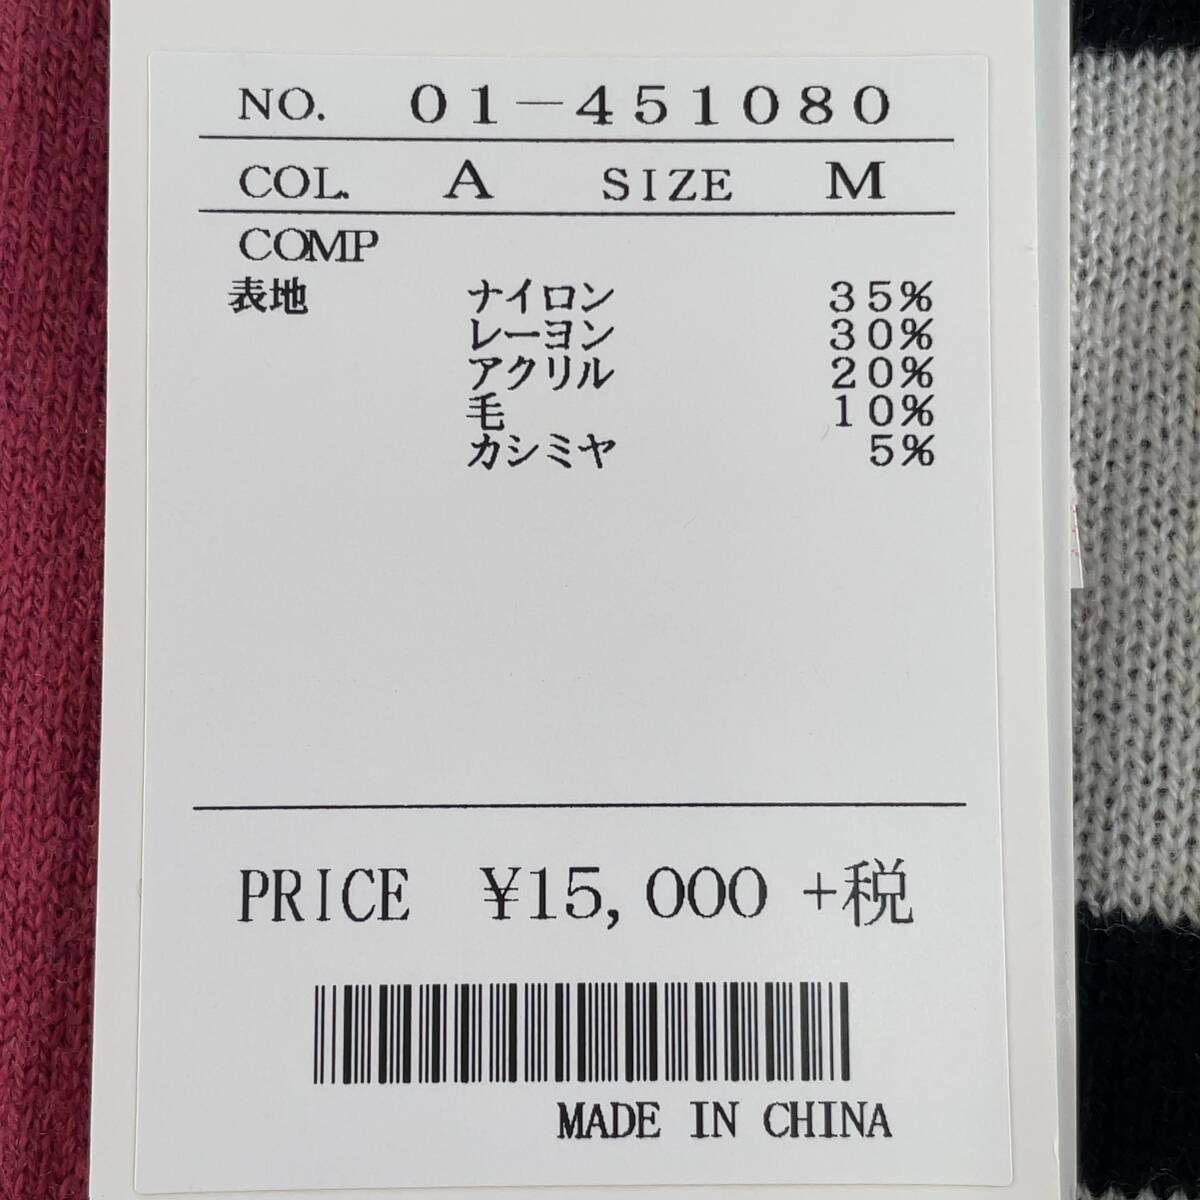 NO. 01-451080
COL. A SIZE M
COMP
表地 ナイロン 35%
レーヨン 30%
アクリル 20%
毛 10%
カシミヤ 5%
PRICE ¥15,000 +税
MADE IN CHINA